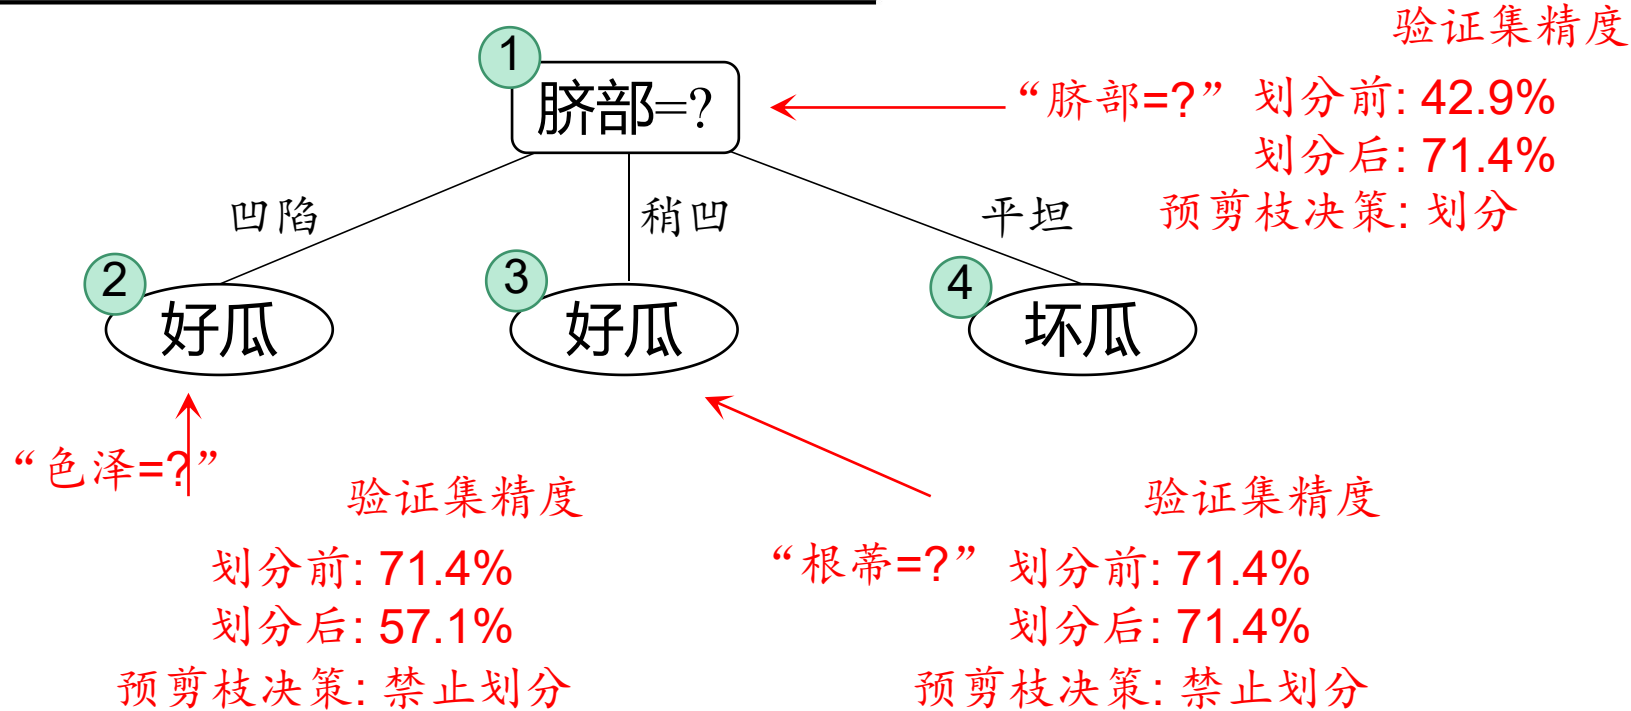 验证集精度
1
脐部=?
“脐部=?” 划分前: 42.9%
划分后: 71.4%
预剪枝决策: 划分
凹陷
稍凹
平坦
2
好瓜
3
好瓜
4
坏瓜
“色泽=?”
验证集精度
划分前: 71.4%
划分后: 57.1%
预剪枝决策: 禁止划分
验证集精度
“根蒂=?” 划分前: 71.4%
划分后: 71.4%
预剪枝决策: 禁止划分